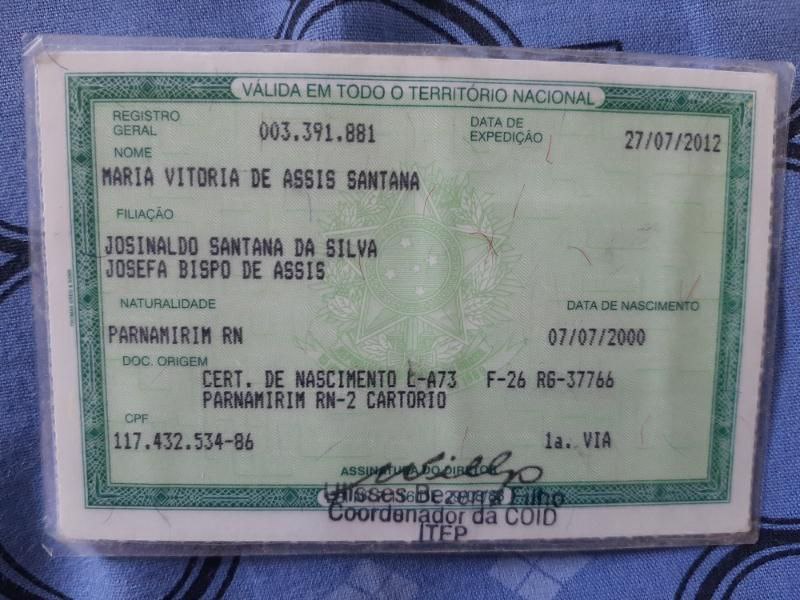 VÁLIDA EM TODO O TERRITÓRIO NACIONAL
REGISTRO GERAL 003.391.881 DATA DE EXPEDIÇÃO 27/07/2012
NOME
MARIA VITORIA DE ASSIS SANTANA
FILIAÇÃO
JOSINALDO SANTANA DA SILVA
JOSEFA BISPO DE ASSIS
NATURALIDADE DATA DE NASCIMENTO
PARNAMIRIM RN 07/07/2000
DOC. ORIGEM
CERT. DE NASCIMENTO L-A73 F-26 RG-37766
PARNAMIRIM RN-2 CARTORIO
CPF
117.432.534-86 1a. VIA
ASSINATURA DO DIRETOR
Ulisses Bezerra Filho
Coordenador da COID
ITEP